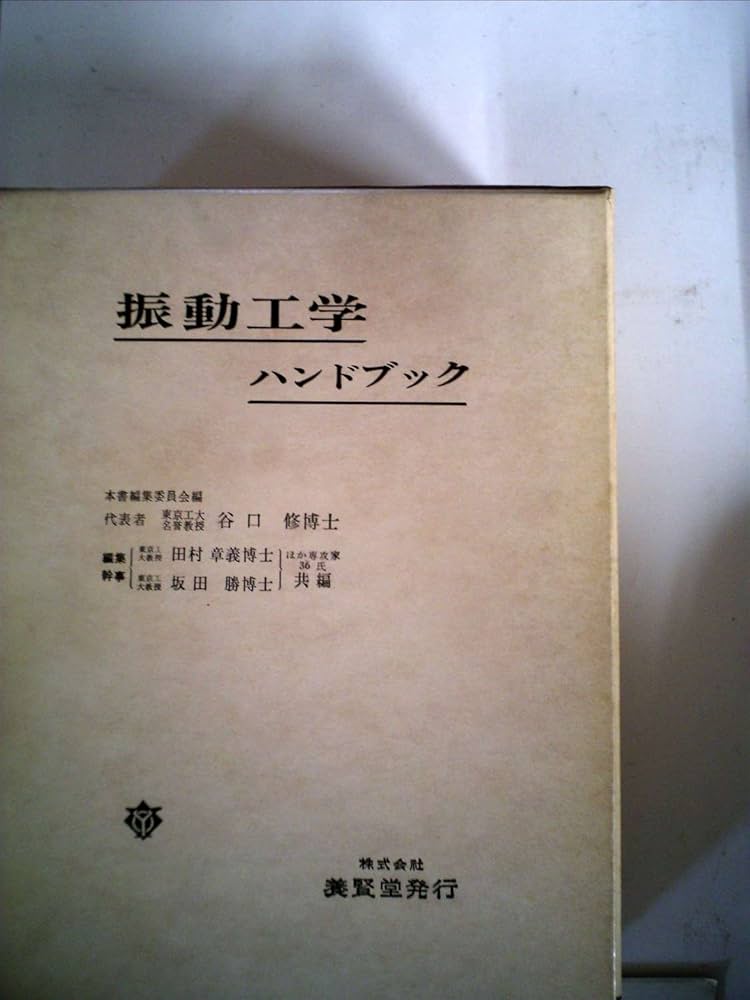 振動工学
ハンドブック
本書編集委員会編
代表者 東京工大名誉教授 谷口 修博士
編集幹事 東京工大教授 田村 章義博士
東京工大教授 坂田 勝博士
ほか専攻家36氏共編
株式会社
養賢堂発行